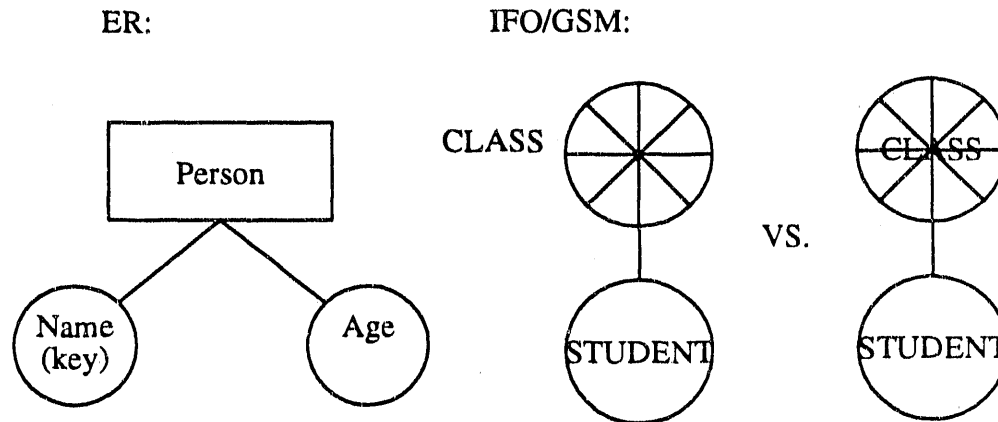 ER:
IFO/GSM:
Person
Name
(key)
Age
CLASS
STUDENT
VS.
CLASS
STUDENT